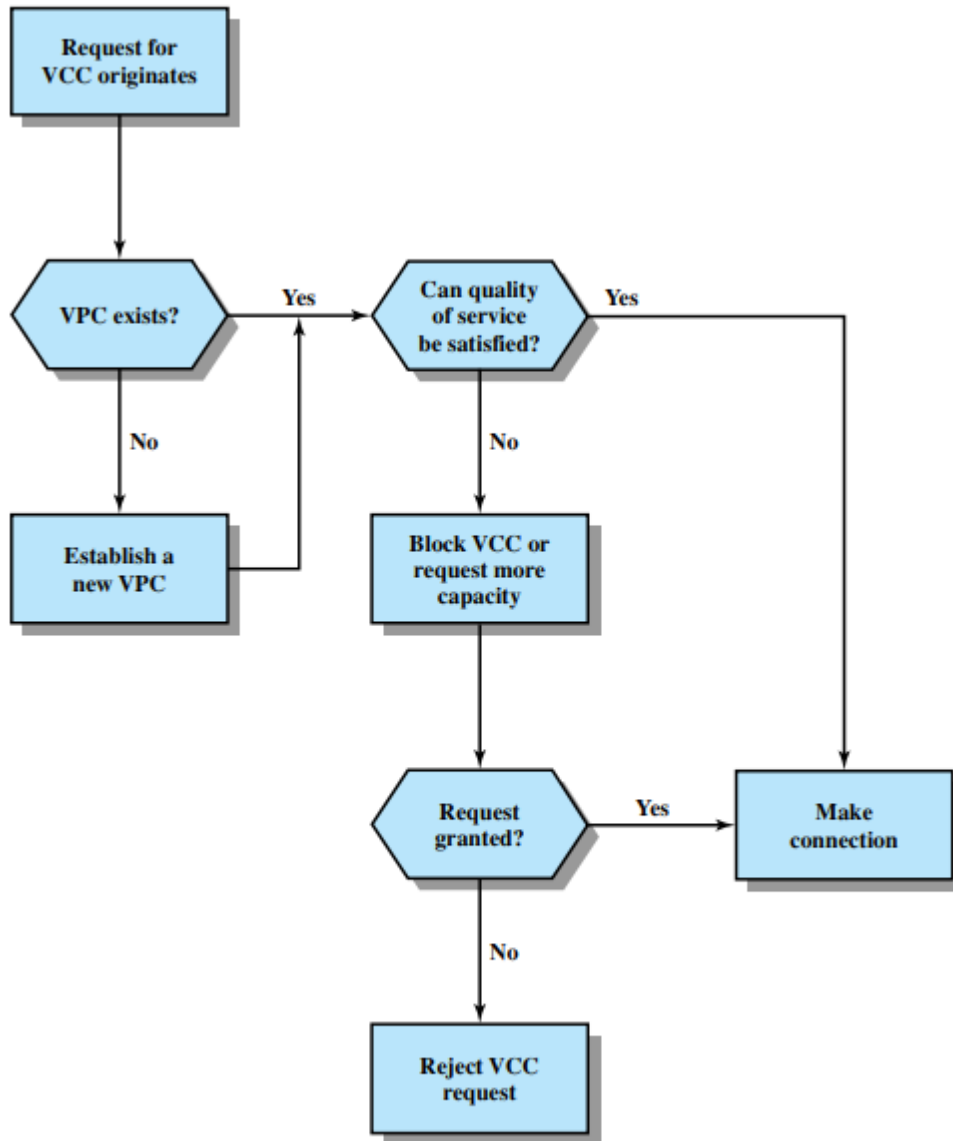 Request for
VCC originates
VPC exists?
Yes
Can quality
of service
be satisfied?
Yes
No
No
Establish a
new VPC
Block VCC or
request more
capacity
Request
granted?
Yes
Make
connection
No
Reject VCC
request